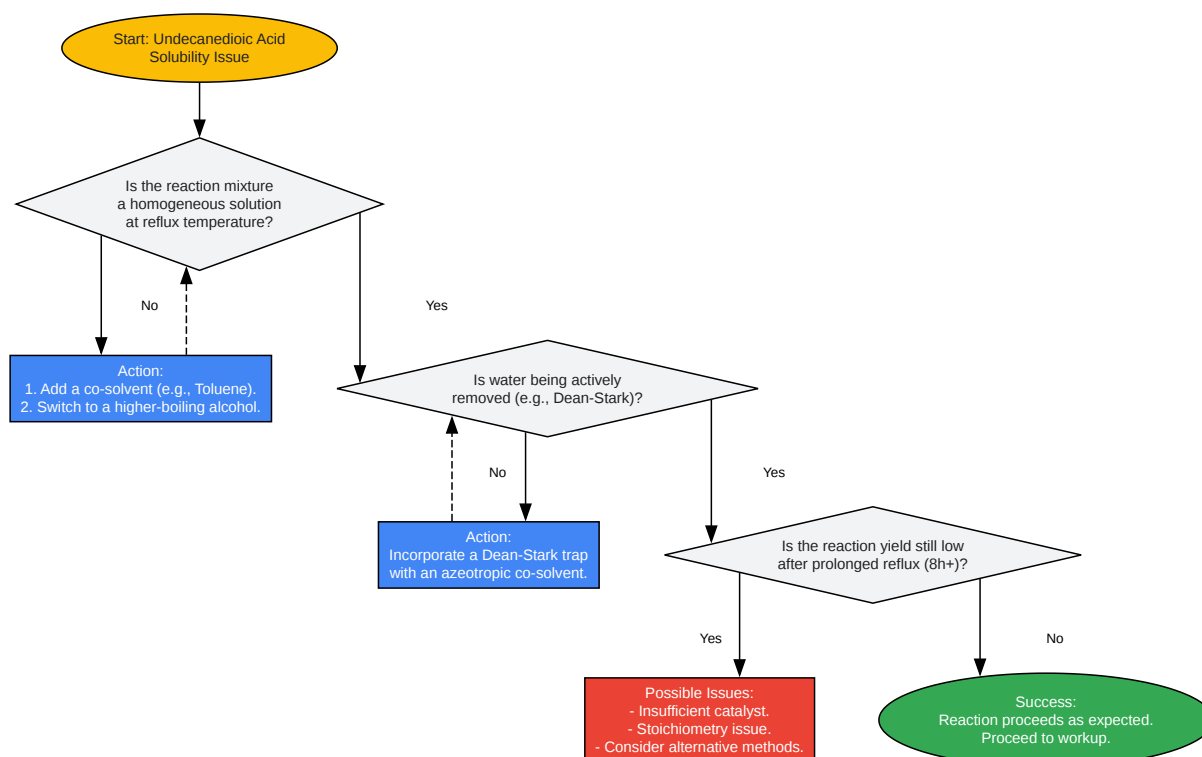 Start: Undecanedioic Acid
Solubility Issue
Is the reaction mixture
a homogeneous solution
at reflux temperature?
No
Yes
Action:
1. Add a co-solvent (e.g., Toluene).
2. Switch to a higher-boiling alcohol.
Is water being actively
removed (e.g., Dean-Stark)?
No
Yes
Action:
Incorporate a Dean-Stark trap
with an azeotropic co-solvent.
Is the reaction yield still low
after prolonged reflux (8h+)?
Yes
No
Possible Issues:
- Insufficient catalyst.
- Stoichiometry issue.
- Consider alternative methods.
Success:
Reaction proceeds as expected.
Proceed to workup.